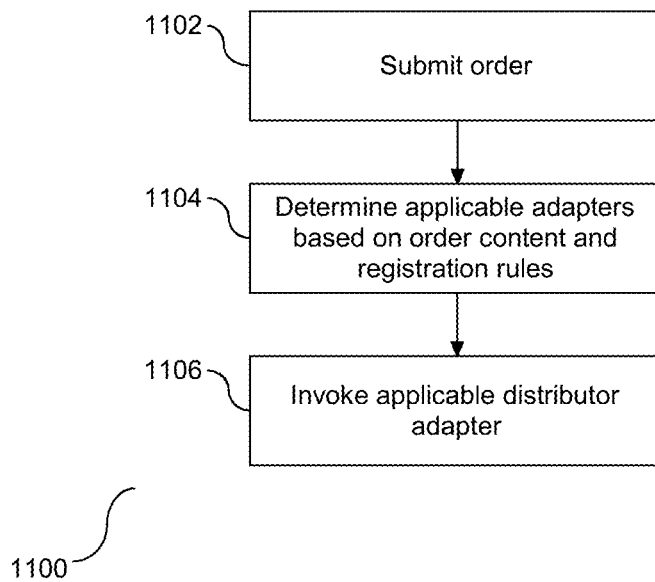 1102
Submit order
1104
Determine applicable adapters
based on order content and
registration rules
1106
Invoke applicable distributor
adapter
1100